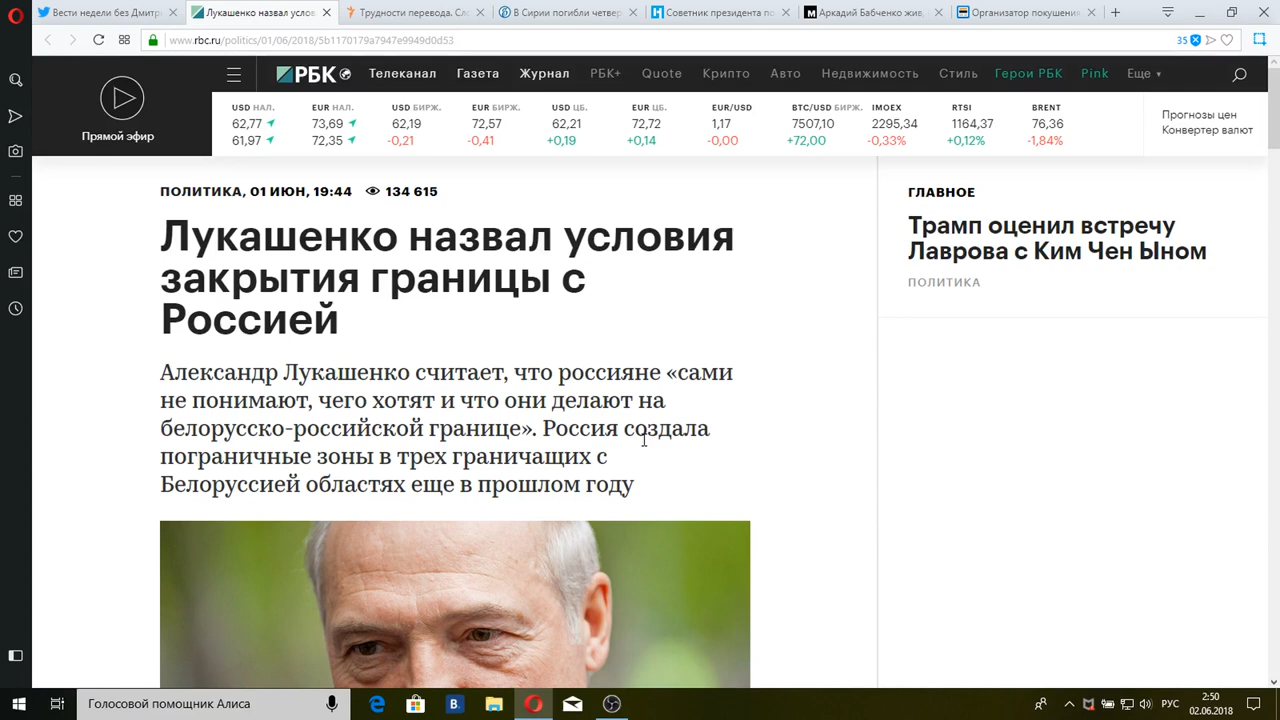 Вести недели без Дмитр
Лукашенко назвал услов
Трудности перевода. С
В Сирии погибли четвер
Советник президента по
Аркадий Бабченко жив
Организатор покушения
www.rbc.ru/politics/01/06/2018/5b1170179a7947e9949d0d53
35
РБК
Телеканал
Газета
Журнал
РБК+
Quote
Крипто
Авто
Недвижимость
Стиль
Герои РБК
Pink
Еще
Прямой эфир
USD НАЛ. EUR НАЛ. USD БИРЖ. EUR БИРЖ. USD ЦБ. EUR ЦБ. EUR/USD BTC/USD БИРЖ. IMOEX RTSI BRENT
62,77 73,69 62,19 72,57 62,21 72,72 1,17 7507,10 2295,34 1164,37 76,36
61,97 72,35 -0,21 -0,41 +0,19 +0,14 -0,00 +72,00 -0,33% +0,12% -1,84%
Прогнозы цен
Конвертер валют
ПОЛИТИКА, 01 ИЮН, 19:44 134 615
Лукашенко назвал условия
закрытия границы с
Россией
Александр Лукашенко считает, что россияне «сами
не понимают, чего хотят и что они делают на
белорусско-российской границе». Россия создала
пограничные зоны в трех граничащих с
Белоруссией областях еще в прошлом году
ГЛАВНОЕ
Трамп оценил встречу
Лаврова с Ким Чен Ыном
ПОЛИТИКА
Голосовой помощник Алиса
B.
РУС
2:50
02.06.2018